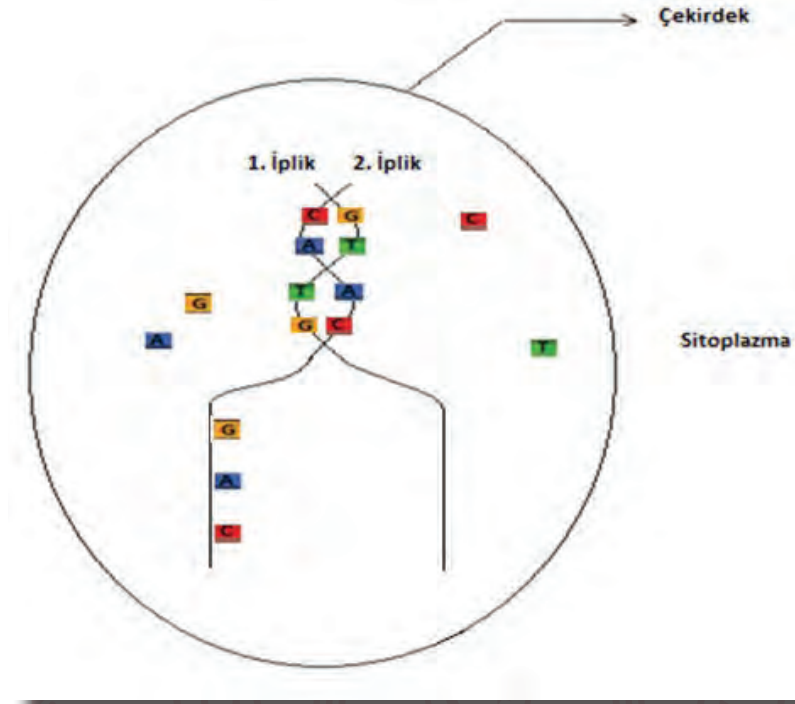 Çekirdek
1. İplik 2. İplik
C G
C
A T
T A
G
G C
A
T
Sitoplazma
G
A
C